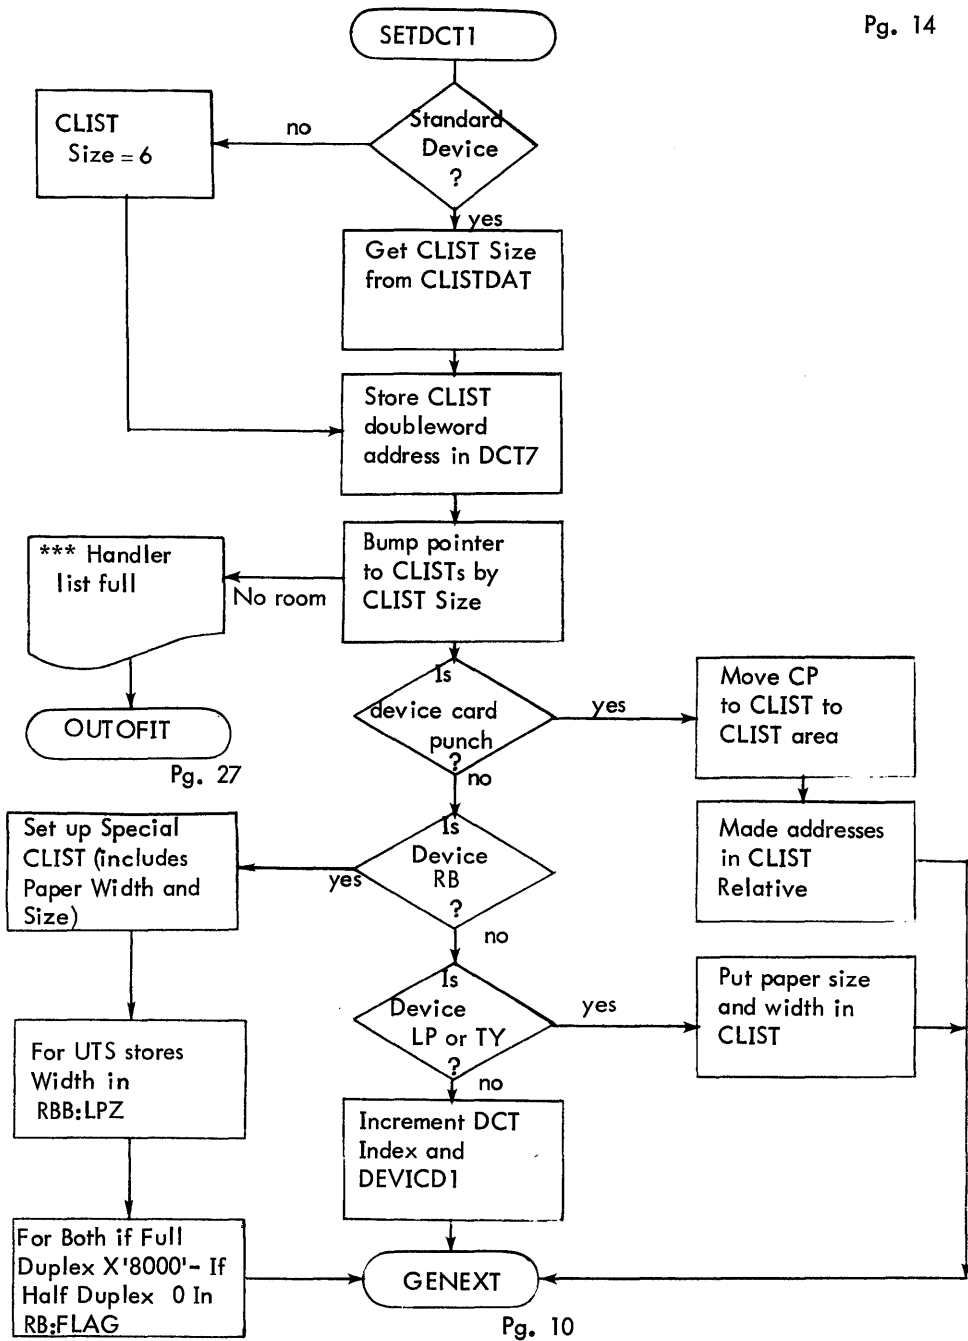 Pg. 14
SETDCT1
Standard
Device
?
no
CLIST
Size = 6
yes
Get CLIST Size
from CLISTDAT
Store CLIST
doubleword
address in DCT7
Bump pointer
to CLISTs by
CLIST Size
No room
*** Handler
list full
OUTOFIT
Pg. 27
Is
device card
punch
?
yes
Move CP
to CLIST to
CLIST area
Made addresses
in CLIST
Relative
no
Is
Device
RB
?
yes
Set up Special
CLIST (includes
Paper Width and
Size)
For UTS stores
Width in
RBB:LPZ
For Both if Full
Duplex X'8000'- If
Half Duplex 0 In
RB:FLAG
no
Is
Device
LP or TY
?
yes
Put paper size
and width in
CLIST
no
Increment DCT
Index and
DEVICD1
GENEXT
Pg. 10